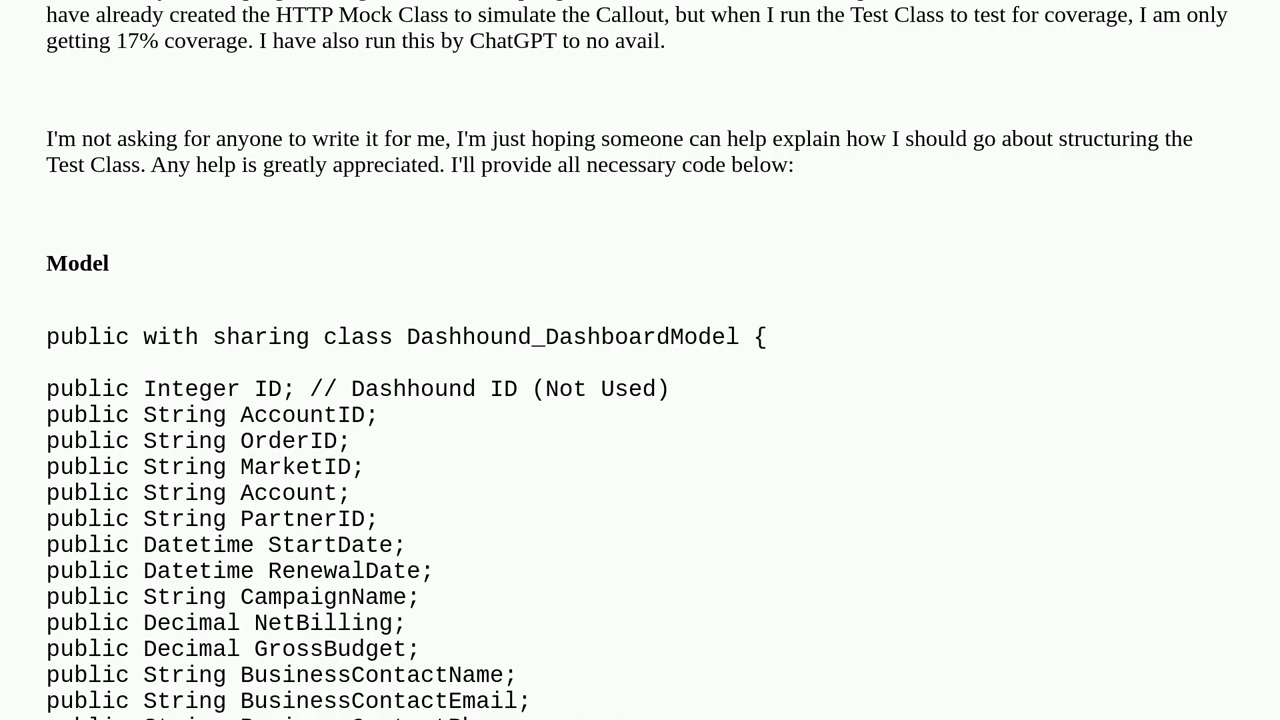 have already created the HTTP Mock Class to simulate the Callout, but when I run the Test Class to test for coverage, I am only
getting 17% coverage. I have also run this by ChatGPT to no avail.
I'm not asking for anyone to write it for me, I'm just hoping someone can help explain how I should go about structuring the
Test Class. Any help is greatly appreciated. I'll provide all necessary code below:
Model
public with sharing class Dashhound_DashboardModel {
public Integer ID; // Dashhound ID (Not Used)
public String AccountID;
public String OrderID;
public String MarketID;
public String Account;
public String PartnerID;
public Datetime StartDate;
public Datetime RenewalDate;
public String CampaignName;
public Decimal NetBilling;
public Decimal GrossBudget;
public String BusinessContactName;
public String BusinessContactEmail;